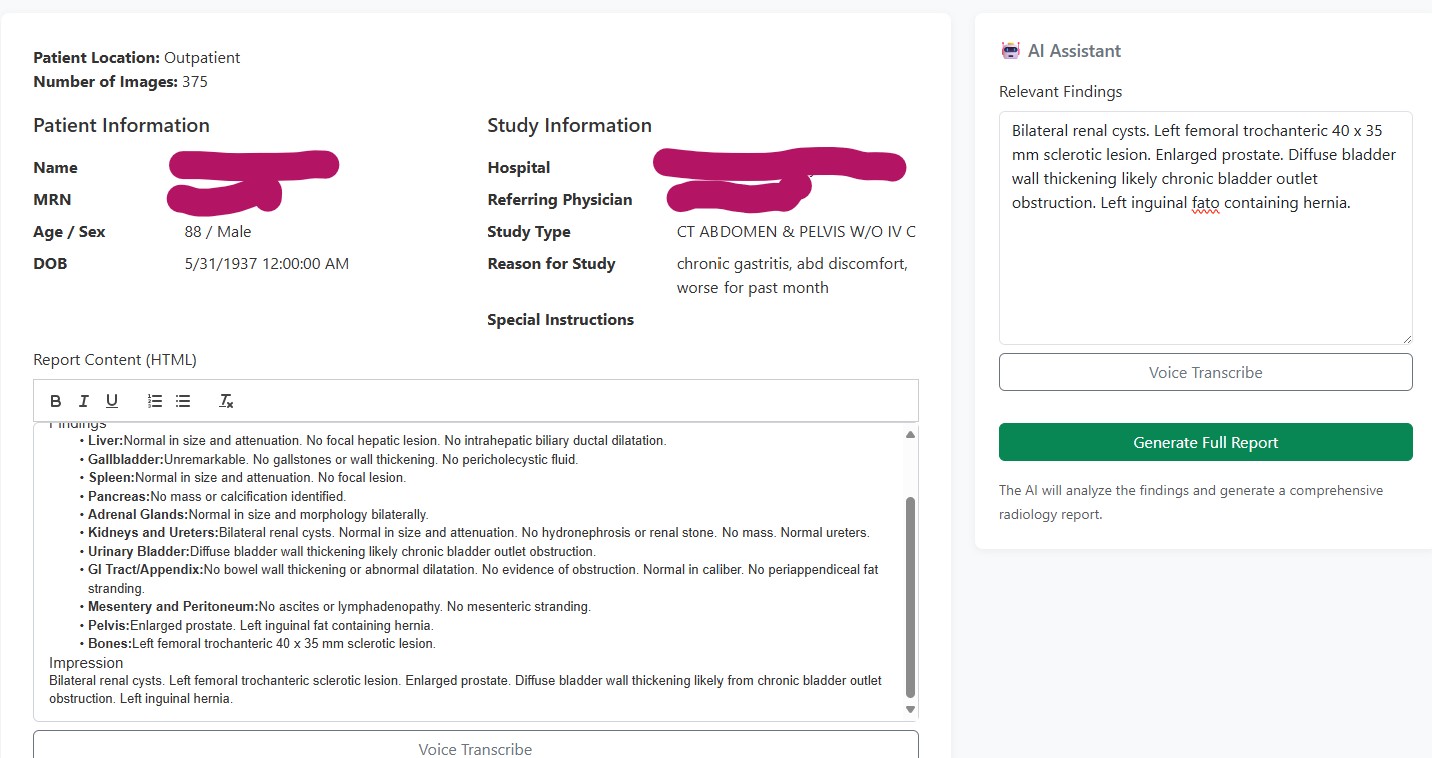 Patient Location: Outpatient
Number of Images: 375
Patient Information
Name
MRN
Age / Sex 88 / Male
DOB 5/31/1937 12:00:00 AM
Study Information
Hospital
Referring Physician
Study Type CT ABDOMEN & PELVIS W/O IV C
Reason for Study chronic gastritis, abd discomfort,
worse for past month
Special Instructions
Report Content (HTML)
B I U
Findings
• Liver:Normal in size and attenuation. No focal hepatic lesion. No intrahepatic biliary ductal dilatation.
• Gallbladder:Unremarkable. No gallstones or wall thickening. No pericholecystic fluid.
• Spleen:Normal in size and attenuation. No focal lesion.
• Pancreas:No mass or calcification identified.
• Adrenal Glands:Normal in size and morphology bilaterally.
• Kidneys and Ureters:Bilateral renal cysts. Normal in size and attenuation. No hydronephrosis or renal stone. No mass. Normal ureters.
• Urinary Bladder:Diffuse bladder wall thickening likely chronic bladder outlet obstruction.
• GI Tract/Appendix:No bowel wall thickening or abnormal dilatation. No evidence of obstruction. Normal in caliber. No periappendiceal fat
stranding.
• Mesentery and Peritoneum:No ascites or lymphadenopathy. No mesenteric stranding.
• Pelvis:Enlarged prostate. Left inguinal fat containing hernia.
• Bones:Left femoral trochanteric 40 x 35 mm sclerotic lesion.
Impression
Bilateral renal cysts. Left femoral trochanteric sclerotic lesion. Enlarged prostate. Diffuse bladder wall thickening likely from chronic bladder outlet
obstruction. Left inguinal hernia.
Voice Transcribe
AI Assistant
Relevant Findings
Bilateral renal cysts. Left femoral trochanteric 40 x 35
mm sclerotic lesion. Enlarged prostate. Diffuse bladder
wall thickening likely chronic bladder outlet
obstruction. Left inguinal fato containing hernia.
Voice Transcribe
Generate Full Report
The AI will analyze the findings and generate a comprehensive
radiology report.